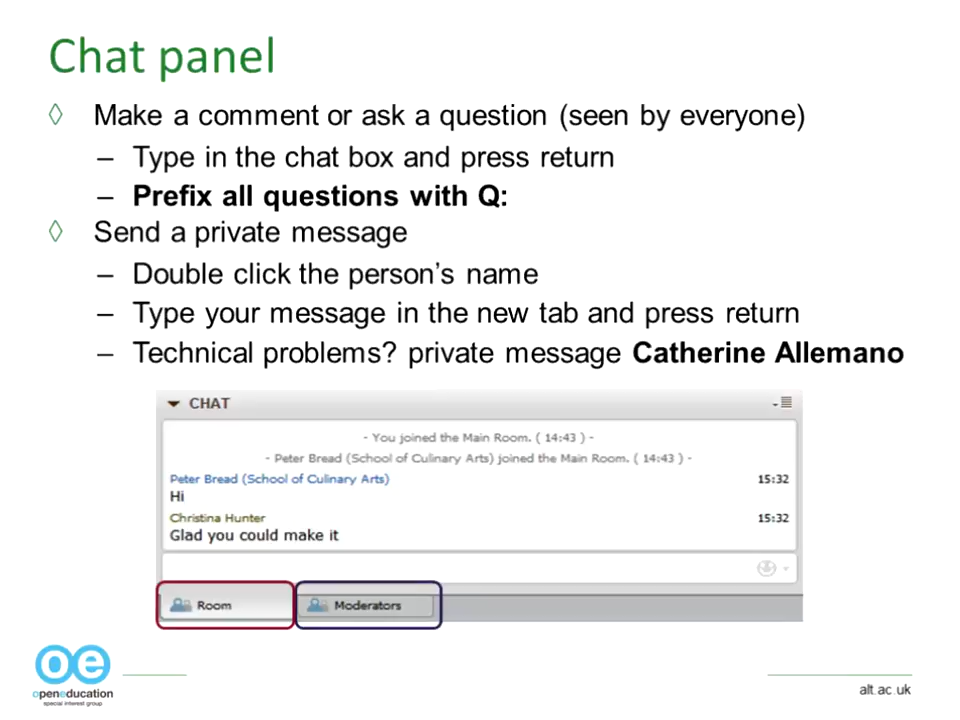 Chat panel
◊ Make a comment or ask a question (seen by everyone)
– Type in the chat box and press return
– Prefix all questions with Q:
◊ Send a private message
– Double click the person’s name
– Type your message in the new tab and press return
– Technical problems? private message Catherine Allemano
CHAT
- You joined the Main Room. ( 14:43 ) -
- Peter Bread (School of Culinary Arts) joined the Main Room. ( 14:43 ) -
Peter Bread (School of Culinary Arts) 15:32
Hi
Christina Hunter 15:32
Glad you could make it
Room Moderators
oe
openeducation
special interest group
alt.ac.uk